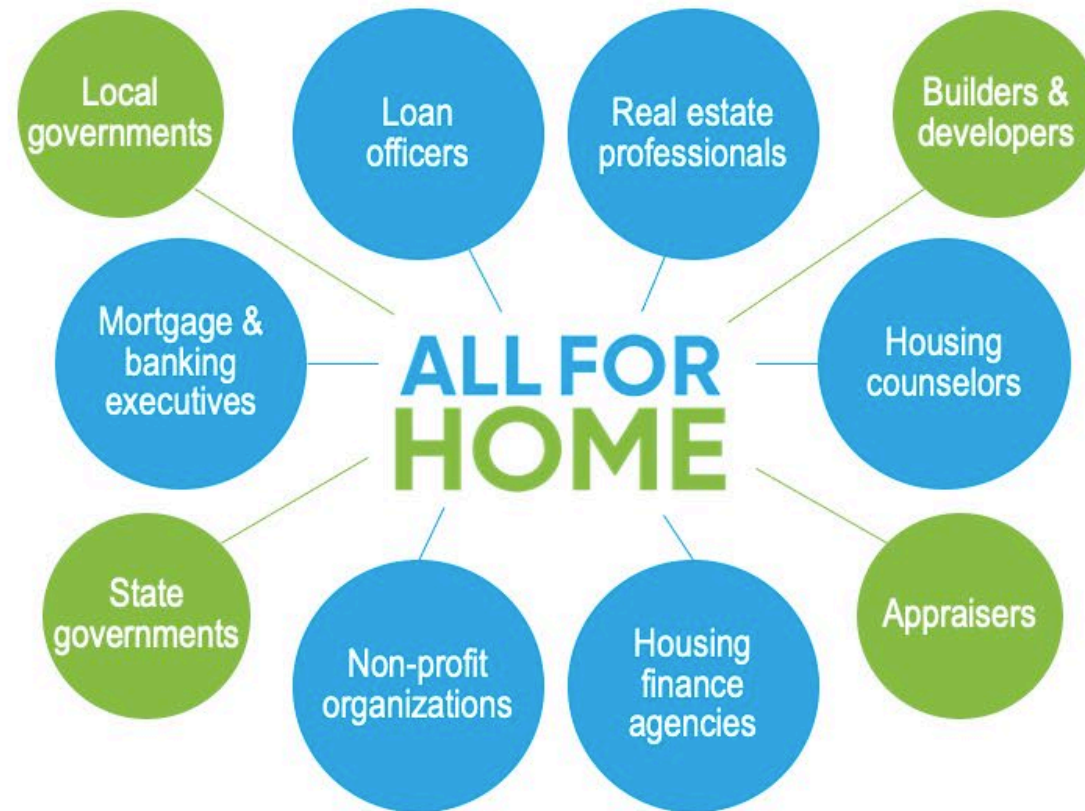 Local
governments
Loan
officers
Real estate
professionals
Builders &
developers
Mortgage &
banking
executives
ALL FOR
HOME
Housing
counselors
State
governments
Non-profit
organizations
Housing
finance
agencies
Appraisers